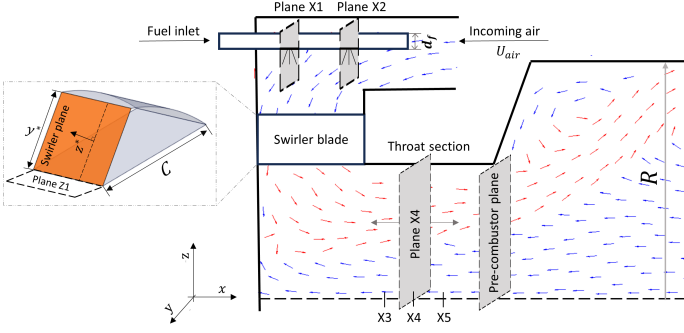 Plane X1
Plane X2
Fuel inlet
d_f
Incoming air
U_air
Swirler plane
y*
z*
C
Plane Z1
Swirler blade
Throat section
Plane X4
Pre-combustor plane
R
z
x
y
X3
X4
X5